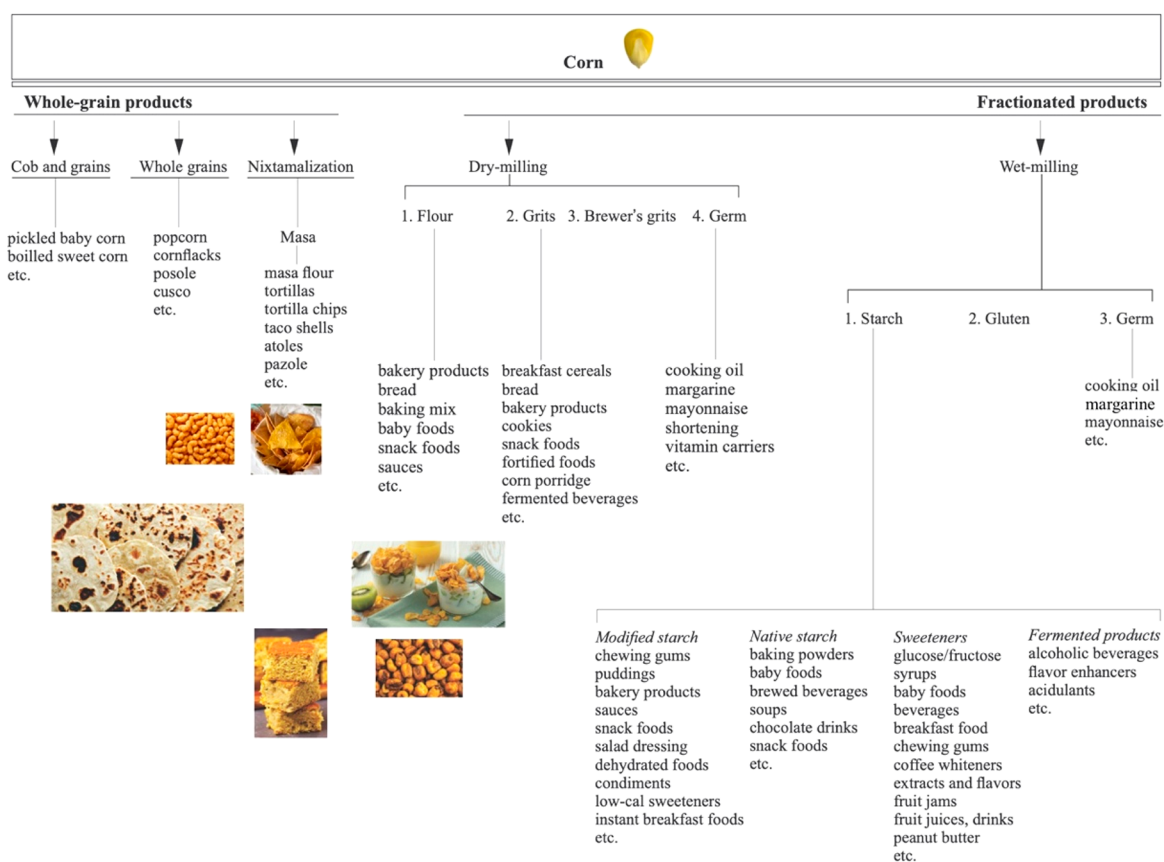 Corn
Whole-grain products
Fractionated products
Cob and grains
Whole grains
Nixtamalization
Dry-milling
Wet-milling
pickled baby corn
boilled sweet corn
etc.
popcorn
cornflacks
posole
cusco
etc.
Masa
masa flour
tortillas
tortilla chips
taco shells
atoles
pazole
etc.
1. Flour
2. Grits
3. Brewer's grits
4. Germ
bakery products
bread
baking mix
baby foods
snack foods
sauces
etc.
breakfast cereals
bread
bakery products
cookies
snack foods
fortified foods
corn porridge
fermented beverages
etc.
cooking oil
margarine
mayonnaise
shortening
vitamin carriers
etc.
1. Starch
2. Gluten
3. Germ
cooking oil
margarine
mayonnaise
etc.
Modified starch
chewing gums
puddings
bakery products
sauces
snack foods
salad dressing
dehydrated foods
condiments
low-cal sweeteners
instant breakfast foods
etc.
Native starch
baking powders
baby foods
brewed beverages
soups
chocolate drinks
snack foods
etc.
Sweeteners
glucose/fructose
syrups
baby foods
beverages
breakfast food
chewing gums
coffee whiteners
extracts and flavors
fruit jams
fruit juices, drinks
peanut butter
etc.
Fermented products
alcoholic beverages
flavor enhancers
acidulants
etc.